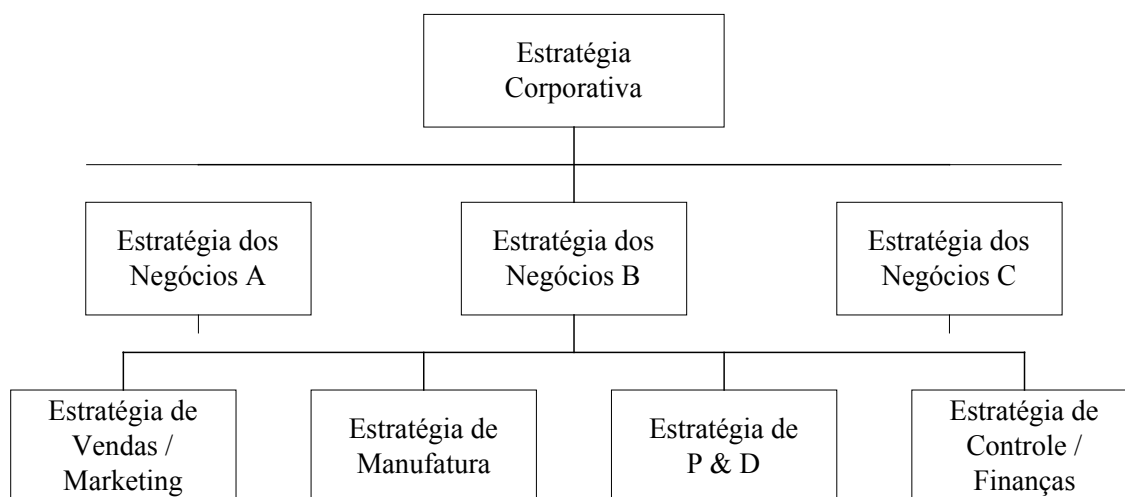 Estratégia
Corporativa
Estratégia dos
Negócios A
Estratégia dos
Negócios B
Estratégia dos
Negócios C
Estratégia de
Vendas /
Marketing
Estratégia de
Manufatura
Estratégia de
P & D
Estratégia de
Controle /
Finanças